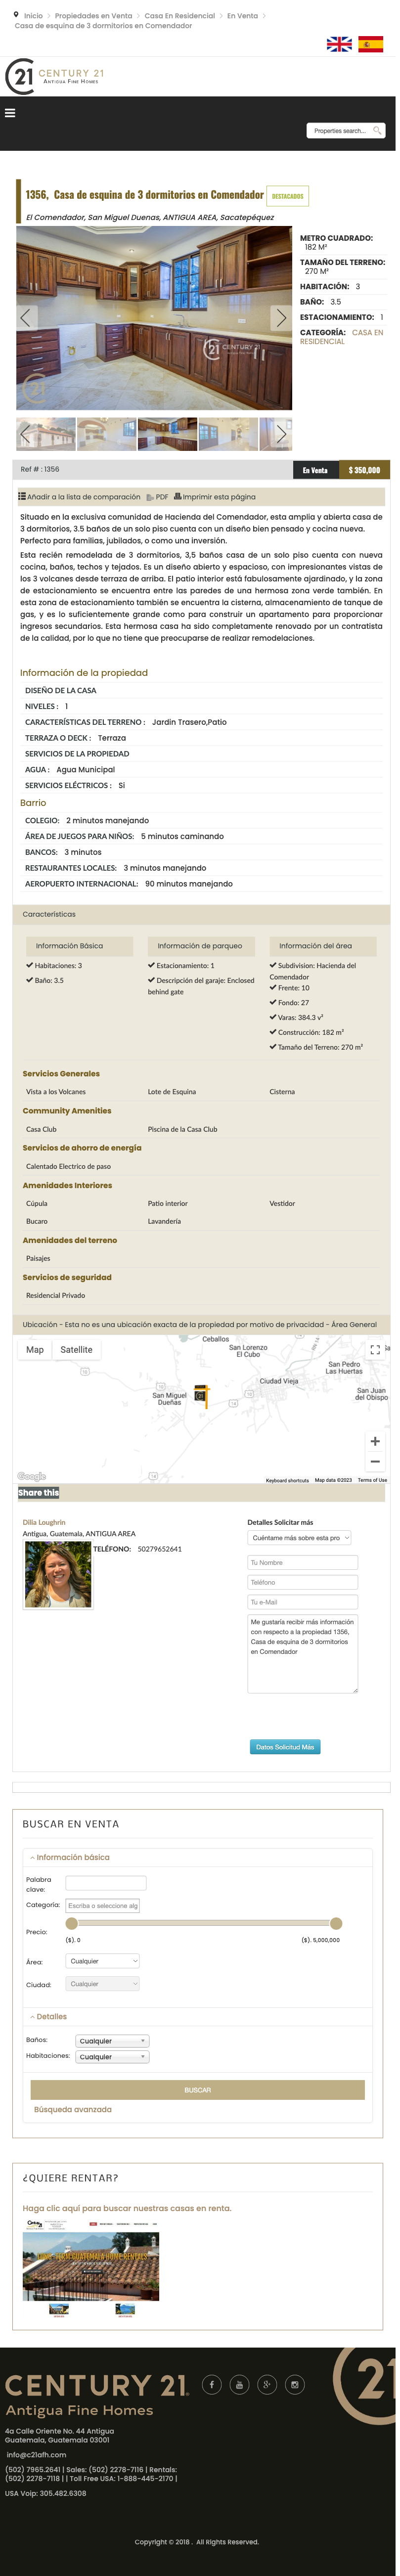 Inicio > Propiedades en Venta > Casa En Residencial > En Venta >
Casa de esquina de 3 dormitorios en Comendador
21 CENTURY 21
ANTIGUA FINE HOMES
Properties search...
1356, Casa de esquina de 3 dormitorios en Comendador DESTACADOS
El Comendador, San Miguel Duenas, ANTIGUA AREA, Sacatepéquez
METRO CUADRADO:
182 M²
TAMAÑO DEL TERRENO:
270 M²
HABITACIÓN: 3
BAÑO: 3.5
ESTACIONAMIENTO: 1
CATEGORÍA: CASA EN
RESIDENCIAL
CENTURY 21
Ref # : 1356
En Venta
$ 350,000
Añadir a la lista de comparación PDF Imprimir esta página
Situado en la exclusiva comunidad de Hacienda del Comendador, esta amplia y abierta casa de
3 dormitorios, 3.5 baños de un solo piso cuenta con un diseño bien pensado y cocina nueva.
Perfecto para familias, jubilados, o como una inversión.
Esta recién remodelada de 3 dormitorios, 3,5 baños casa de un solo piso cuenta con nueva
cocina, baños, techos y tejados. Es un diseño abierto y espacioso, con impresionantes vistas de
los 3 volcanes desde terraza de arriba. El patio interior está fabulosamente ajardinado, y la zona
de estacionamiento se encuentra entre las paredes de una hermosa zona verde también. En
esta zona de estacionamiento también se encuentra la cisterna, almacenamiento de tanque de
gas, y es lo suficientemente grande como para construir un apartamento para proporcionar
ingresos secundarios. Esta hermosa casa ha sido completamente renovado por un contratista
de la calidad, por lo que no tiene que preocuparse de realizar remodelaciones.
Información de la propiedad
DISEÑO DE LA CASA
NIVELES : 1
CARACTERÍSTICAS DEL TERRENO : Jardin Trasero,Patio
TERRAZA O DECK : Terraza
SERVICIOS DE LA PROPIEDAD
AGUA : Agua Municipal
SERVICIOS ELÉCTRICOS : Si
Barrio
COLEGIO: 2 minutos manejando
ÁREA DE JUEGOS PARA NIÑOS: 5 minutos caminando
BANCOS: 3 minutos
RESTAURANTES LOCALES: 3 minutos manejando
AEROPUERTO INTERNACIONAL: 90 minutos manejando
Características
Información Básica
Habitaciones: 3
Baño: 3.5
Información de parqueo
Estacionamiento: 1
Descripción del garaje: Enclosed
behind gate
Información del área
Subdivision: Hacienda del
Comendador
Frente: 10
Fondo: 27
Varas: 384.3 v²
Construcción: 182 m²
Tamaño del Terreno: 270 m²
Servicios Generales
Vista a los Volcanes Lote de Esquina Cisterna
Community Amenities
Casa Club Piscina de la Casa Club
Servicios de ahorro de energía
Calentado Electrico de paso
Amenidades Interiores
Cúpula Patio interior Vestidor
Bucaro Lavandería
Amenidades del terreno
Paisajes
Servicios de seguridad
Residencial Privado
Ubicación - Esta no es una ubicación exacta de la propiedad por motivo de privacidad - Área General
Map Satellite
Ceballos
San Lorenzo
El Cubo
San Pedro
Las Huertas
Ciudad Vieja
San Miguel
Dueñas
San Juan
del Obispo
Google
Keyboard shortcuts Map data ©2023 Terms of Use
Share this
Dilia Loughrin
Antigua, Guatemala, ANTIGUA AREA
TELÉFONO: 50279652641
Detalles Solicitar más
Cuéntame más sobre esta pro
Tu Nombre
Teléfono
Tu e-Mail
Me gustaría recibir más información
con respecto a la propiedad 1356,
Casa de esquina de 3 dormitorios
en Comendador
Datos Solicitud Más
BUSCAR EN VENTA
Información básica
Palabra
clave:
Categoría: Escriba o seleccione alg
Precio:
($). 0 ($). 5,000,000
Área: Cualquier
Ciudad: Cualquier
Detalles
Baños: Cualquier
Habitaciones: Cualquier
BUSCAR
Búsqueda avanzada
¿QUIERE RENTAR?
Haga clic aquí para buscar nuestras casas en renta.
CENTURY 21
Antigua Fine Homes
21
4a Calle Oriente No. 44 Antigua
Guatemala, Guatemala 03001
info@c21afh.com
(502) 7965.2641 | Sales: (502) 2278-7116 | Rentals:
(502) 2278-7118 | | Toll Free USA: 1-888-445-2170 |
USA Voip: 305.482.6308
Copyright © 2018 . All Rights Reserved.